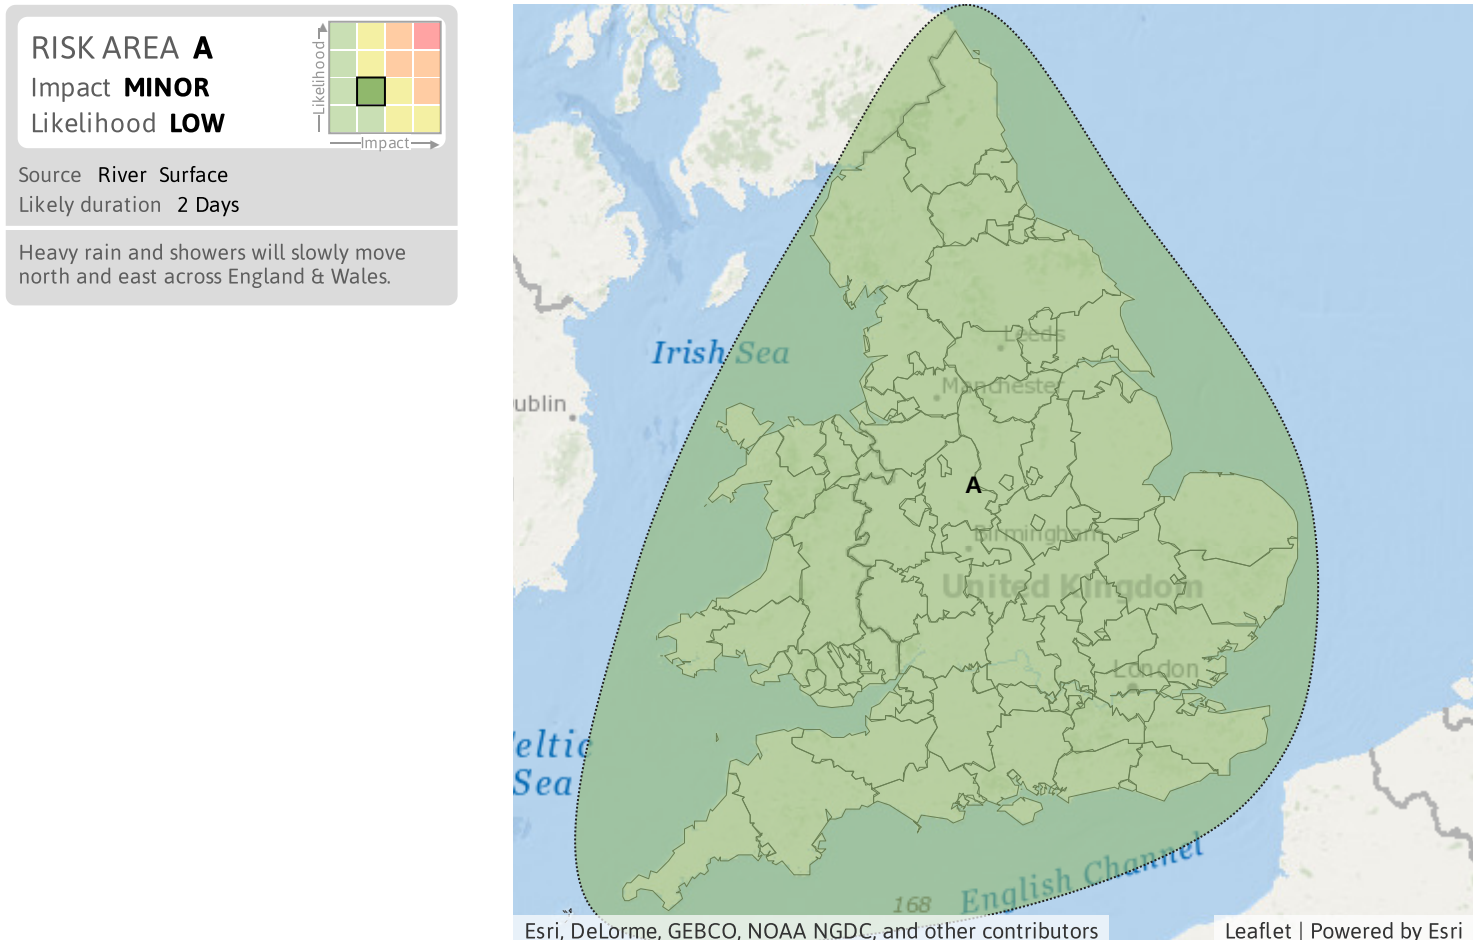 RISK AREA A
Impact MINOR
Likelihood LOW
Likelihood
Impact
Source River Surface
Likely duration 2 Days
Heavy rain and showers will slowly move
north and east across England & Wales.
Irish Sea
Leeds
Manchester
ublin
A
Birmingham
United Kingdom
London
eltic
Sea
English Channel
168
Esri, DeLorme, GEBCO, NOAA NGDC, and other contributors
Leaflet | Powered by Esri